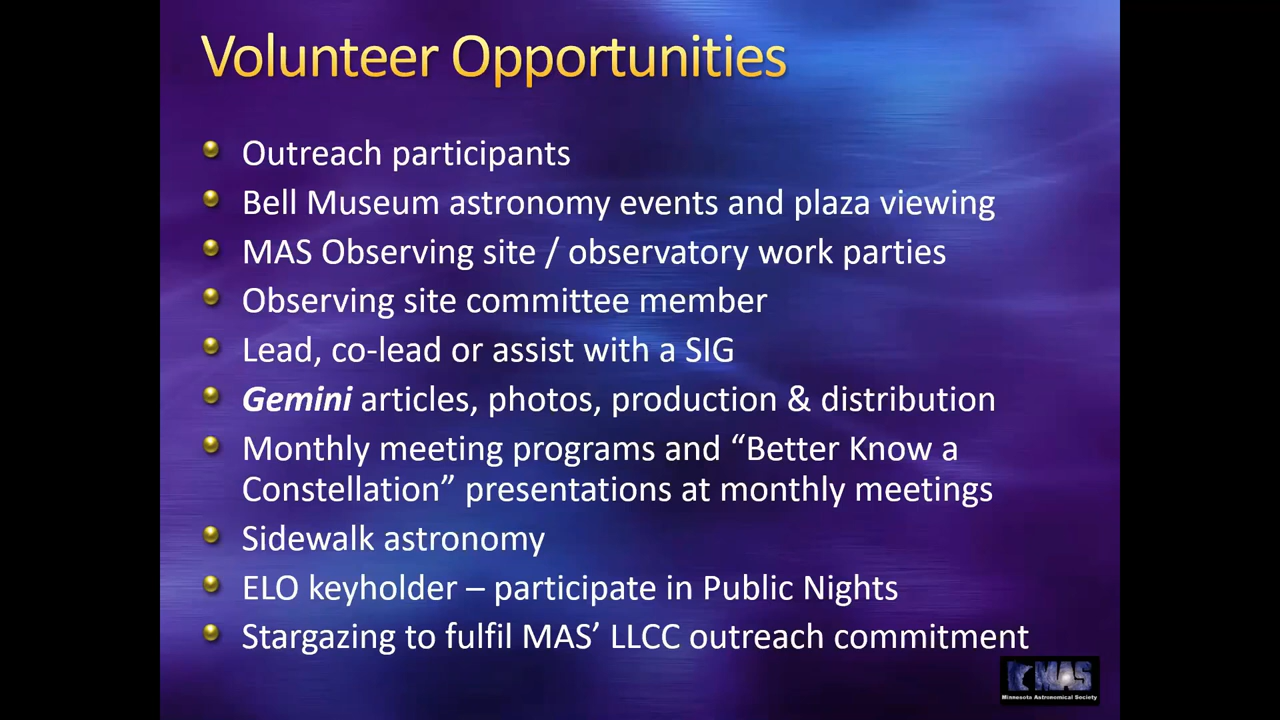 Volunteer Opportunities
Outreach participants
Bell Museum astronomy events and plaza viewing
MAS Observing site / observatory work parties
Observing site committee member
Lead, co-lead or assist with a SIG
Gemini articles, photos, production & distribution
Monthly meeting programs and “Better Know a
Constellation” presentations at monthly meetings
Sidewalk astronomy
ELO keyholder – participate in Public Nights
Stargazing to fulfil MAS’ LLCC outreach commitment
MAS
Minnesota Astronomical Society